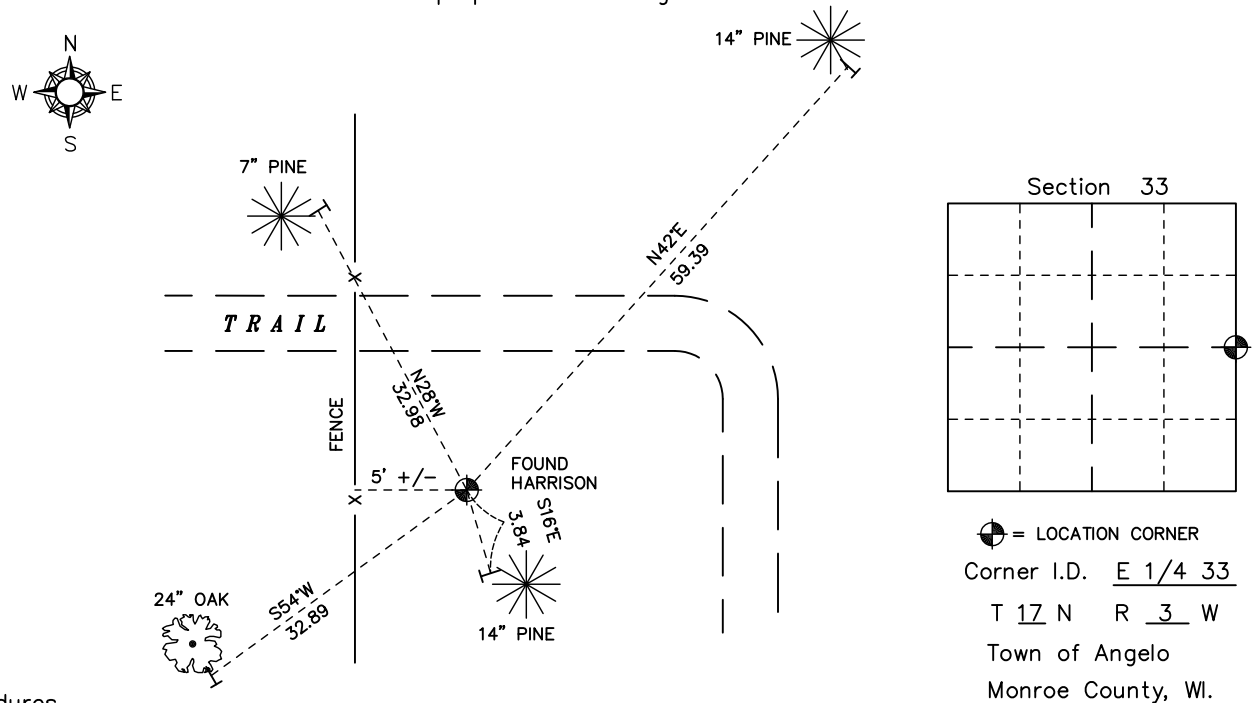 14" PINE
N
W E
S
7" PINE
Section 33
N42°E
59.39
TRAIL
N28°W
32.98
FENCE
5' +/-
FOUND
HARRISON
S16°E
3.84
= LOCATION CORNER
Corner I.D. E 1/4 33
24" OAK
S54°W
32.89
14" PINE
T 17 N R 3 W
Town of Angelo
Monroe County, WI.